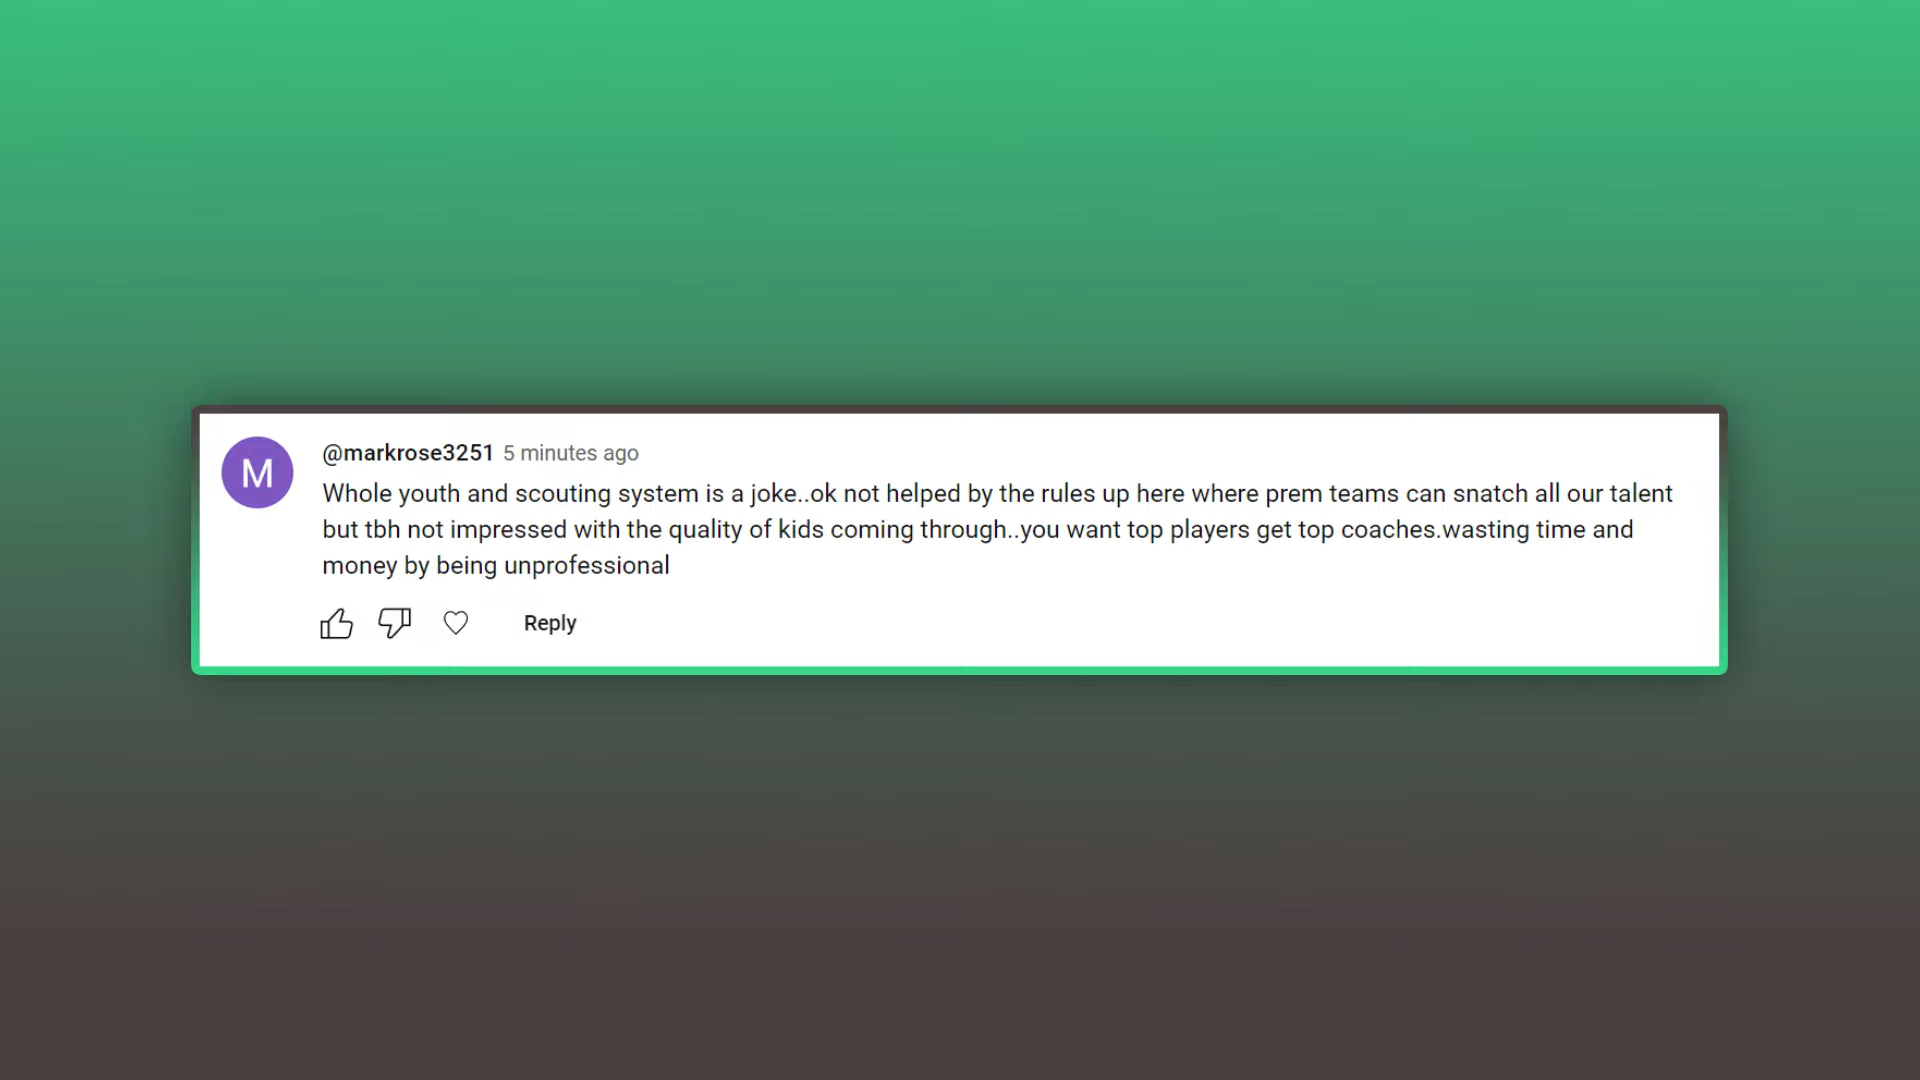 M
@markrose3251 5 minutes ago
Whole youth and scouting system is a joke..ok not helped by the rules up here where prem teams can snatch all our talent
but tbh not impressed with the quality of kids coming through..you want top players get top coaches.wasting time and
money by being unprofessional
Reply